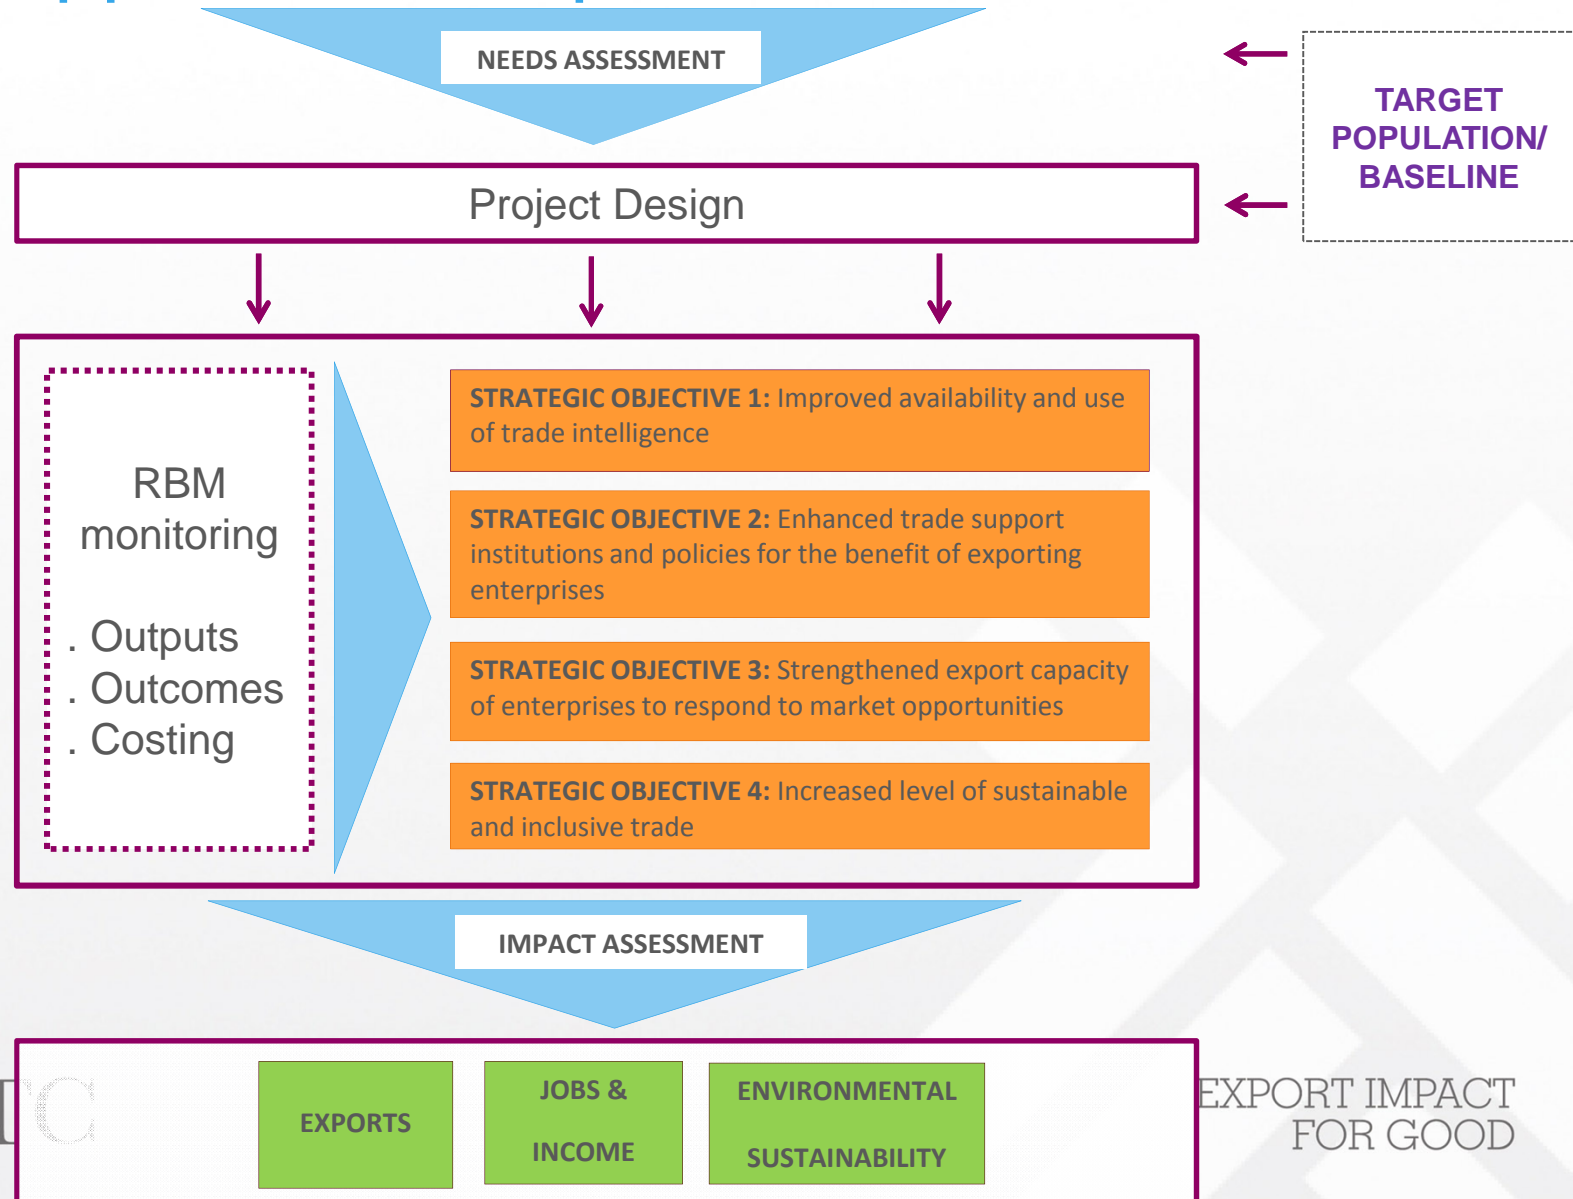 NEEDS ASSESSMENT
TARGET
POPULATION/
BASELINE
Project Design
RBM
monitoring
. Outputs
. Outcomes
. Costing
STRATEGIC OBJECTIVE 1: Improved availability and use
of trade intelligence
STRATEGIC OBJECTIVE 2: Enhanced trade support
institutions and policies for the benefit of exporting
enterprises
STRATEGIC OBJECTIVE 3: Strengthened export capacity
of enterprises to respond to market opportunities
STRATEGIC OBJECTIVE 4: Increased level of sustainable
and inclusive trade
IMPACT ASSESSMENT
EXPORTS
JOBS &
INCOME
ENVIRONMENTAL
SUSTAINABILITY
TC
EXPORT IMPACT
FOR GOOD